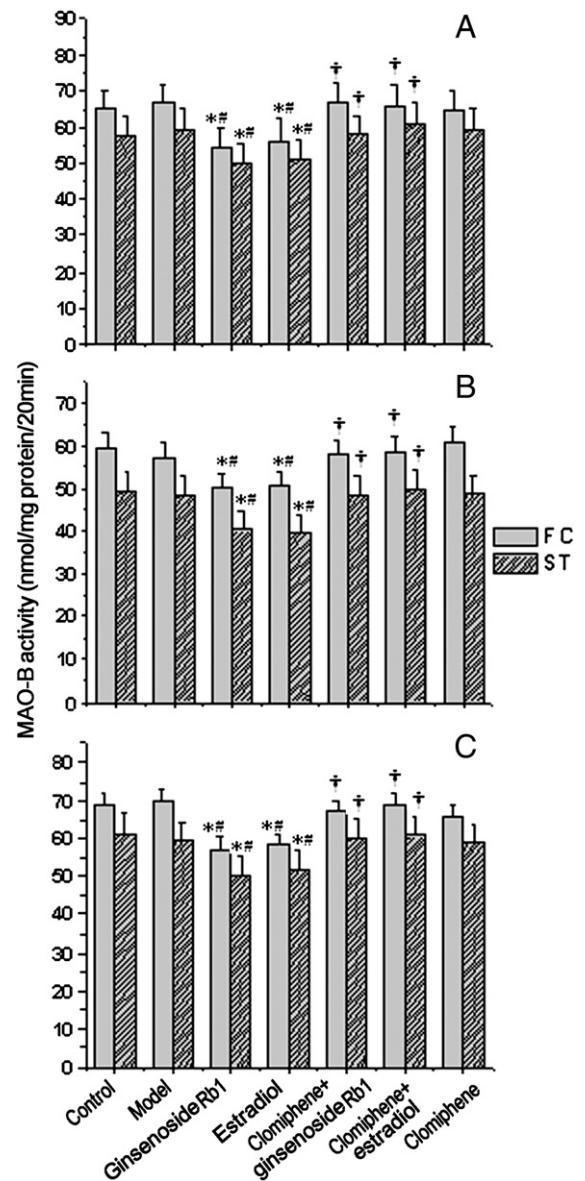 MAO-B activity (nmol/mg protein/20min)
A
90
80
70
60
50
40
30
20
10
0
*# *# *# *# † † † †
B
70
60
50
40
30
20
10
0
*# *# *# *# † † † †
FC
ST
C
80
70
60
50
40
30
20
10
0
*# *# *# *# † † † †
Control
Model
Ginsenoside Rb1
Estradiol
Clomiphene+
ginsenoside Rb1
Clomiphene+
estradiol
Clomiphene